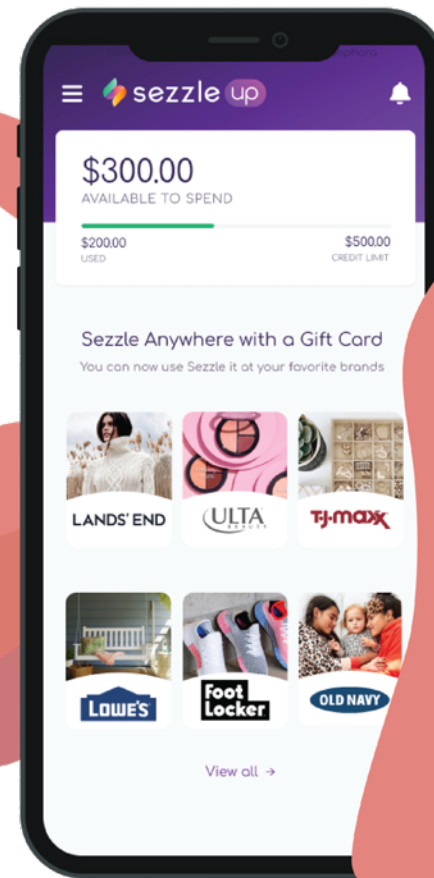 sephora
sezzle up
$300.00
AVAILABLE TO SPEND
$200.00 $500.00
USED CREDIT LIMIT
Sezzle Anywhere with a Gift Card
You can now use Sezzle it at your favorite brands
LANDS' END ULTA BEAUTY T·J·maxx
LOWE'S Foot Locker OLD NAVY
View all →